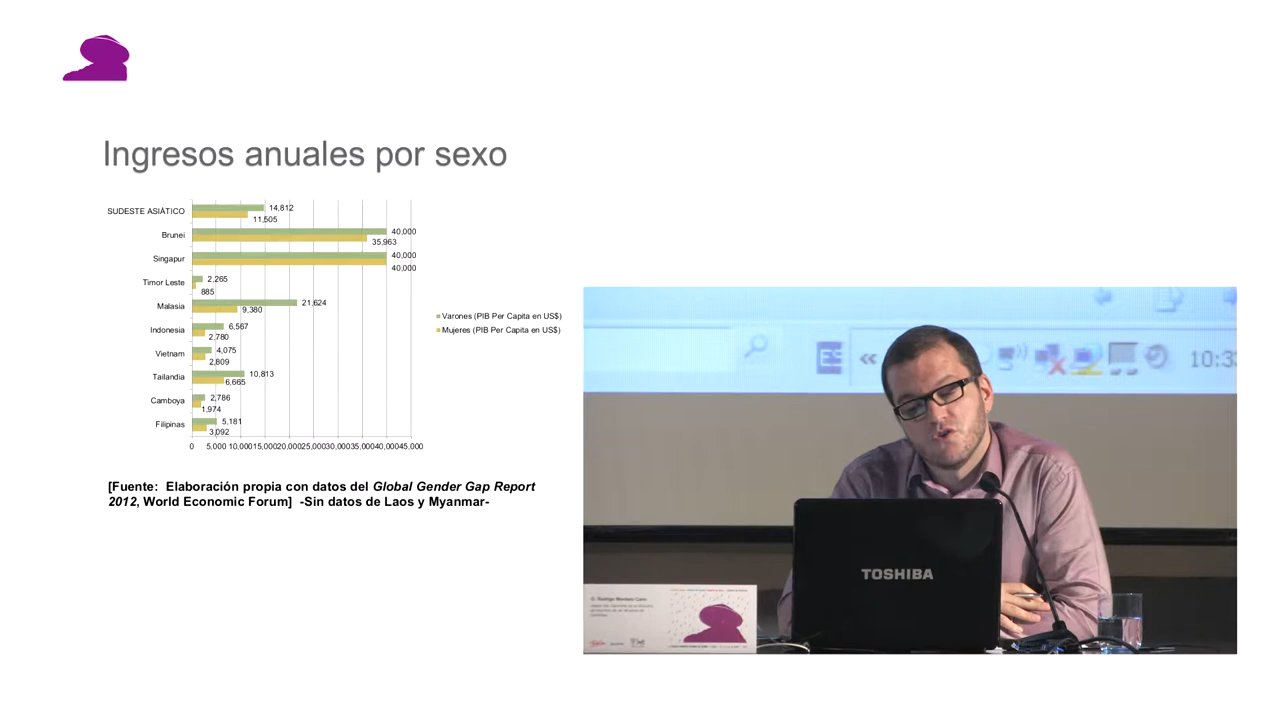 Ingresos anuales por sexo
SUDESTE ASIÁTICO
14,812
11,505
Brunei
40,000
35,963
Singapur
40,000
40,000
Timor Leste
2,265
885
Malasia
21,624
9,380
Indonesia
6,567
2,780
Vietnam
4,075
2,809
Tailandia
10,813
6,665
Camboya
2,786
1,974
Filipinas
5,181
3,092
0 5,000 10,000 15,000 20,000 25,000 30,000 35,000 40,000 45,000
Varones (PIB Per Capita en US$)
Mujeres (PIB Per Capita en US$)
[Fuente: Elaboración propia con datos del Global Gender Gap Report
2012, World Economic Forum] -Sin datos de Laos y Myanmar-
ES « 10:3
TOSHIBA